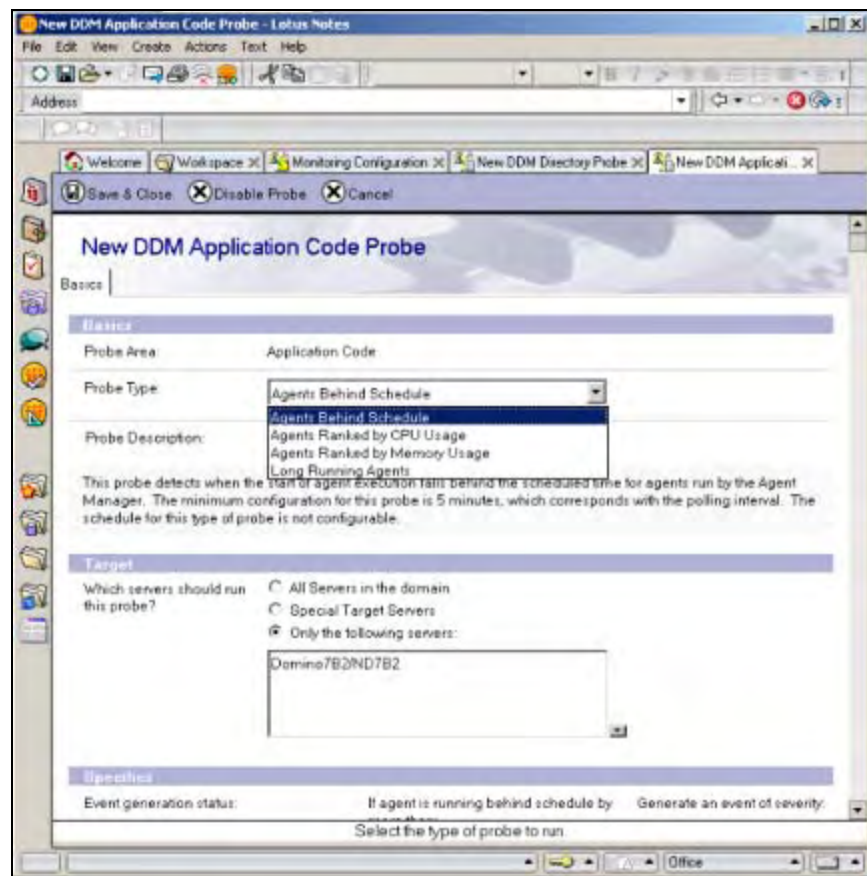 New DDM Application Code Probe - Lotus Notes
File Edit View Create Actions Text Help
Address
Welcome Workspace Monitoring Configuration New DDM Directory Probe New DDM Applicati...
Save & Close Disable Probe Cancel
New DDM Application Code Probe
Basics
Basics
Probe Area: Application Code
Probe Type: Agents Behind Schedule
Agents Behind Schedule
Agents Ranked by CPU Usage
Probe Description:
Agents Ranked by Memory Usage
Long Running Agents
This probe detects when the start of agent execution falls behind the scheduled time for agents run by the Agent
Manager. The minimum configuration for this probe is 5 minutes, which corresponds with the polling interval. The
schedule for this type of probe is not configurable.
Target
Which servers should run this probe?
All Servers in the domain
Special Target Servers
Only the following servers:
Domino7B2/ND7B2
Specifics
Event generation status: If agent is running behind schedule by Generate an event of severity:
Select the type of probe to run
Office